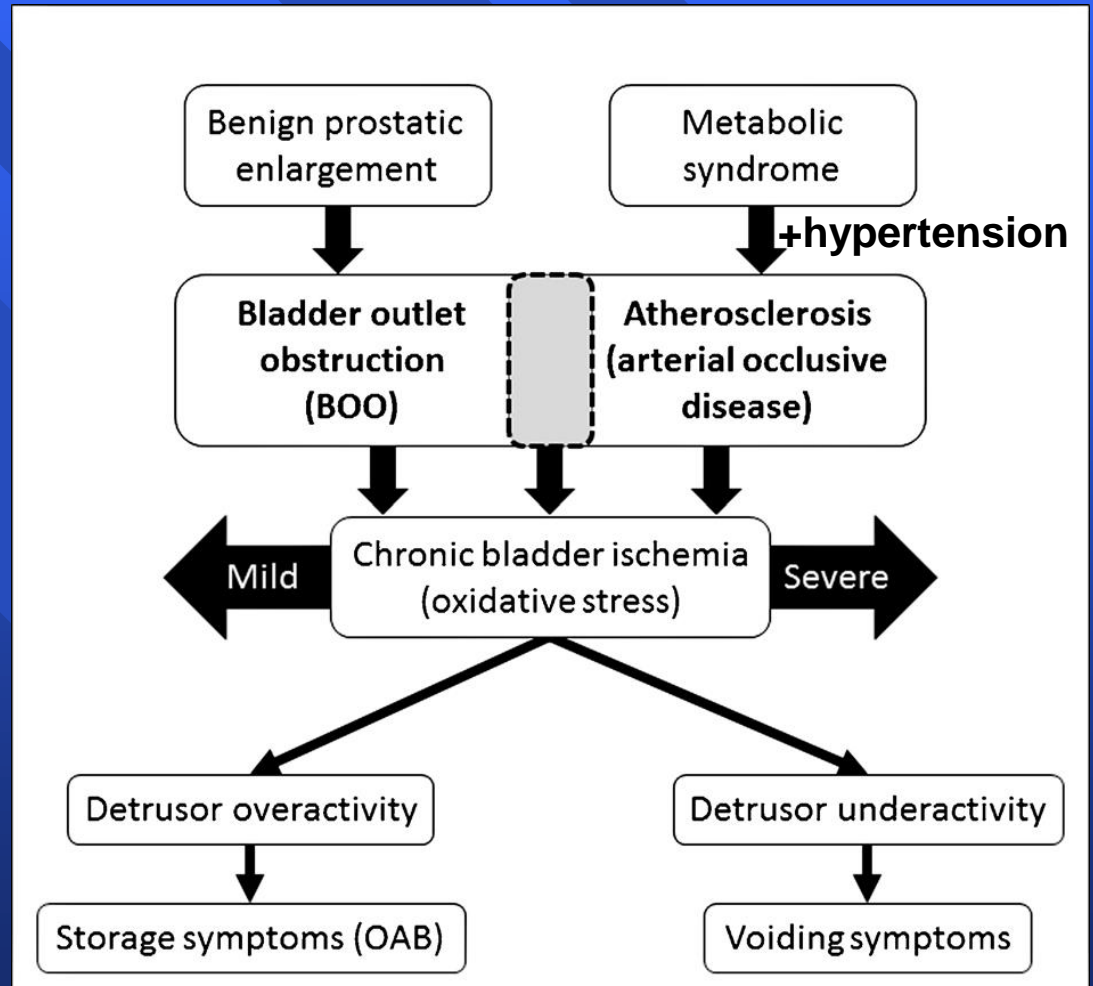 Benign prostatic
enlargement
Metabolic
syndrome
+hypertension
Bladder outlet
obstruction
(BOO)
Atherosclerosis
(arterial occlusive
disease)
Mild
Chronic bladder ischemia
(oxidative stress)
Severe
Detrusor overactivity
Detrusor underactivity
Storage symptoms (OAB)
Voiding symptoms